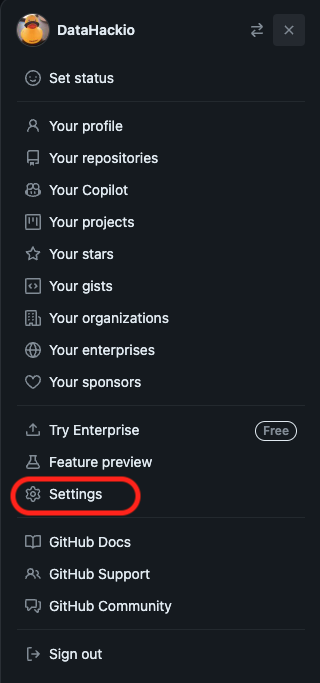 DataHackio
Set status
Your profile
Your repositories
Your Copilot
Your projects
Your stars
Your gists
Your organizations
Your enterprises
Your sponsors
Try Enterprise Free
Feature preview
Settings
GitHub Docs
GitHub Support
GitHub Community
Sign out